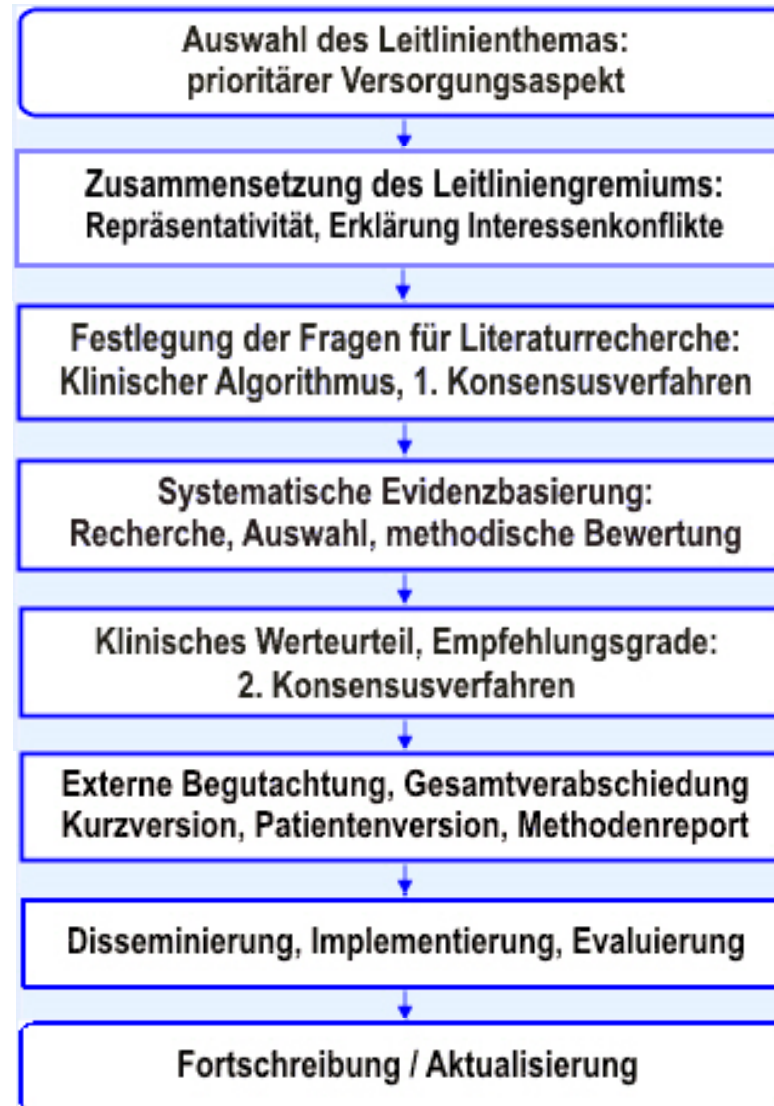 Auswahl des Leitlinienthemas:
prioritärer Versorgungsaspekt
Zusammensetzung des Leitliniengremiums:
Repräsentativität, Erklärung Interessenkonflikte
Festlegung der Fragen für Literaturrecherche:
Klinischer Algorithmus, 1. Konsensusverfahren
Systematische Evidenzbasierung:
Recherche, Auswahl, methodische Bewertung
Klinisches Werteurteil, Empfehlungsgrade:
2. Konsensusverfahren
Externe Begutachtung, Gesamtverabschiedung
Kurzversion, Patientenversion, Methodenreport
Disseminierung, Implementierung, Evaluierung
Fortschreibung / Aktualisierung